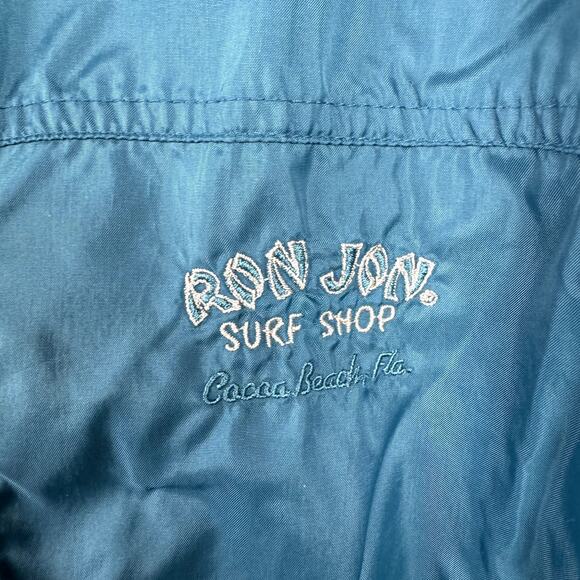 RON JON®
SURF SHOP
Cocoa Beach, Fla.